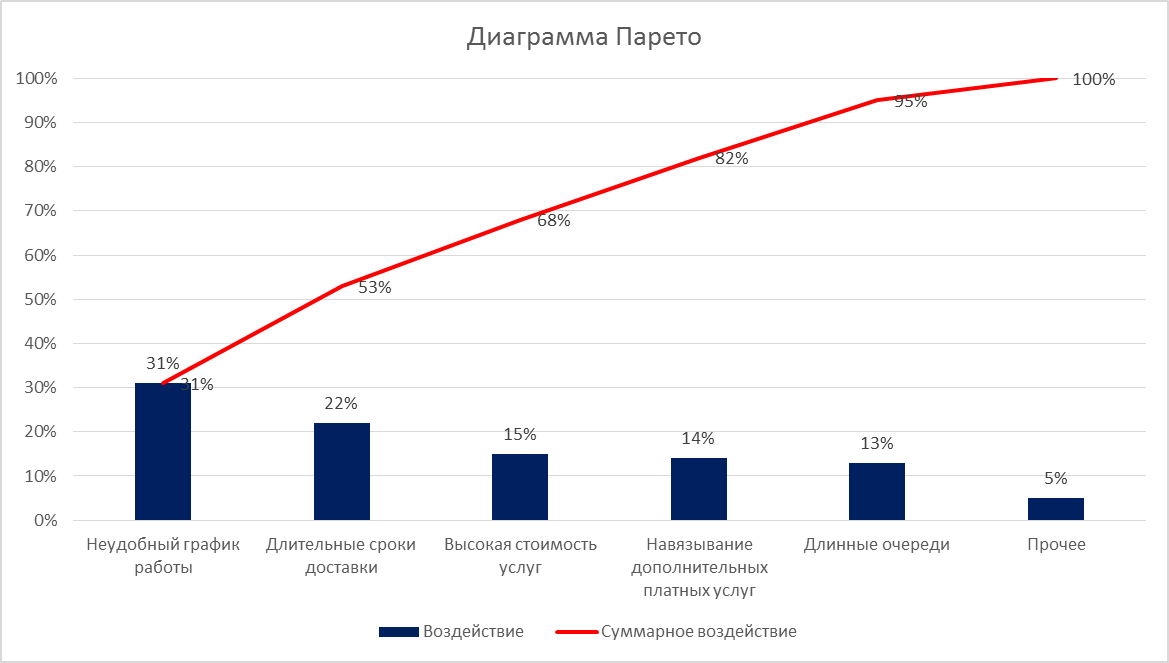 Диаграмма Парето
100%
90%
80%
70%
60%
50%
40%
30%
20%
10%
0%
31%
22%
15%
14%
13%
5%
31%
53%
68%
82%
95%
100%
Неудобный график
работы
Длительные сроки
доставки
Высокая стоимость
услуг
Навязывание
дополнительных
платных услуг
Длинные очереди
Прочее
Воздействие
Суммарное воздействие